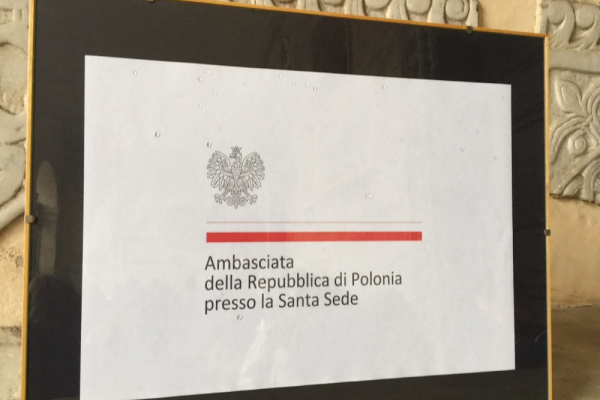 Ambasciata
della Repubblica di Polonia
presso la Santa Sede